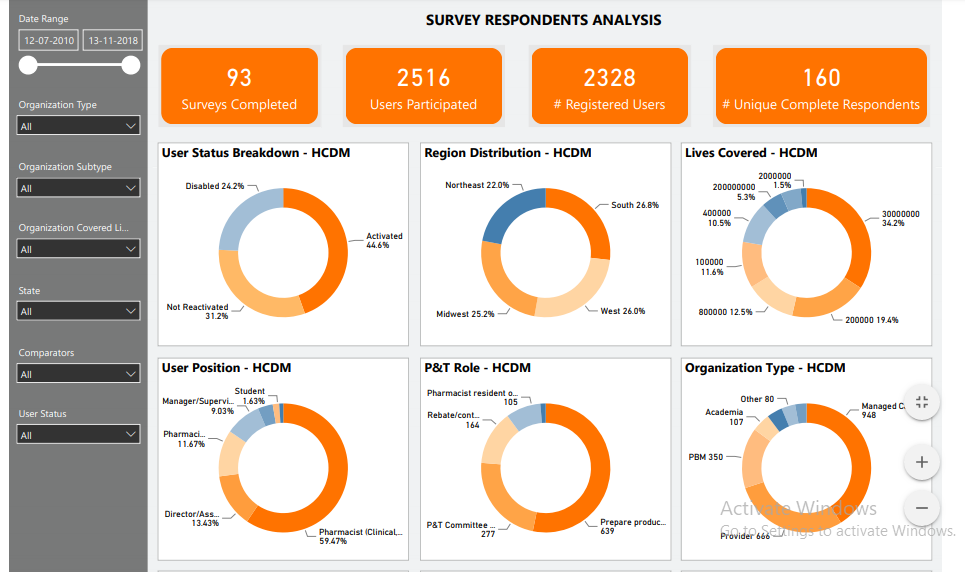 SURVEY RESPONDENTS ANALYSIS
Date Range
12-07-2010
13-11-2018
Organization Type
All
Organization Subtype
All
Organization Covered Li...
All
State
All
Comparators
All
User Status
All
93
Surveys Completed
2516
Users Participated
2328
# Registered Users
160
# Unique Complete Respondents
User Status Breakdown - HCDM
Disabled 24.2%
Activated
44.6%
Not Reactivated
31.2%
Region Distribution - HCDM
Northeast 22.0%
South 26.8%
Midwest 25.2%
West 26.0%
Lives Covered - HCDM
2000000
1.5%
200000000
5.3%
400000
10.5%
30000000
34.2%
100000
11.6%
800000 12.5%
200000 19.4%
User Position - HCDM
Student
1.63%
Manager/Supervi...
9.03%
Pharmaci...
11.67%
Director/Ass...
13.43%
Pharmacist (Clinical,...
59.47%
P&T Role - HCDM
Pharmacist resident o...
105
Rebate/cont...
164
P&T Committee ...
277
Prepare produc...
639
Organization Type - HCDM
Other 80
Academia
107
Managed C
948
PBM 350
Provider 666
Activate Windows
Go to Settings to activate Windows.